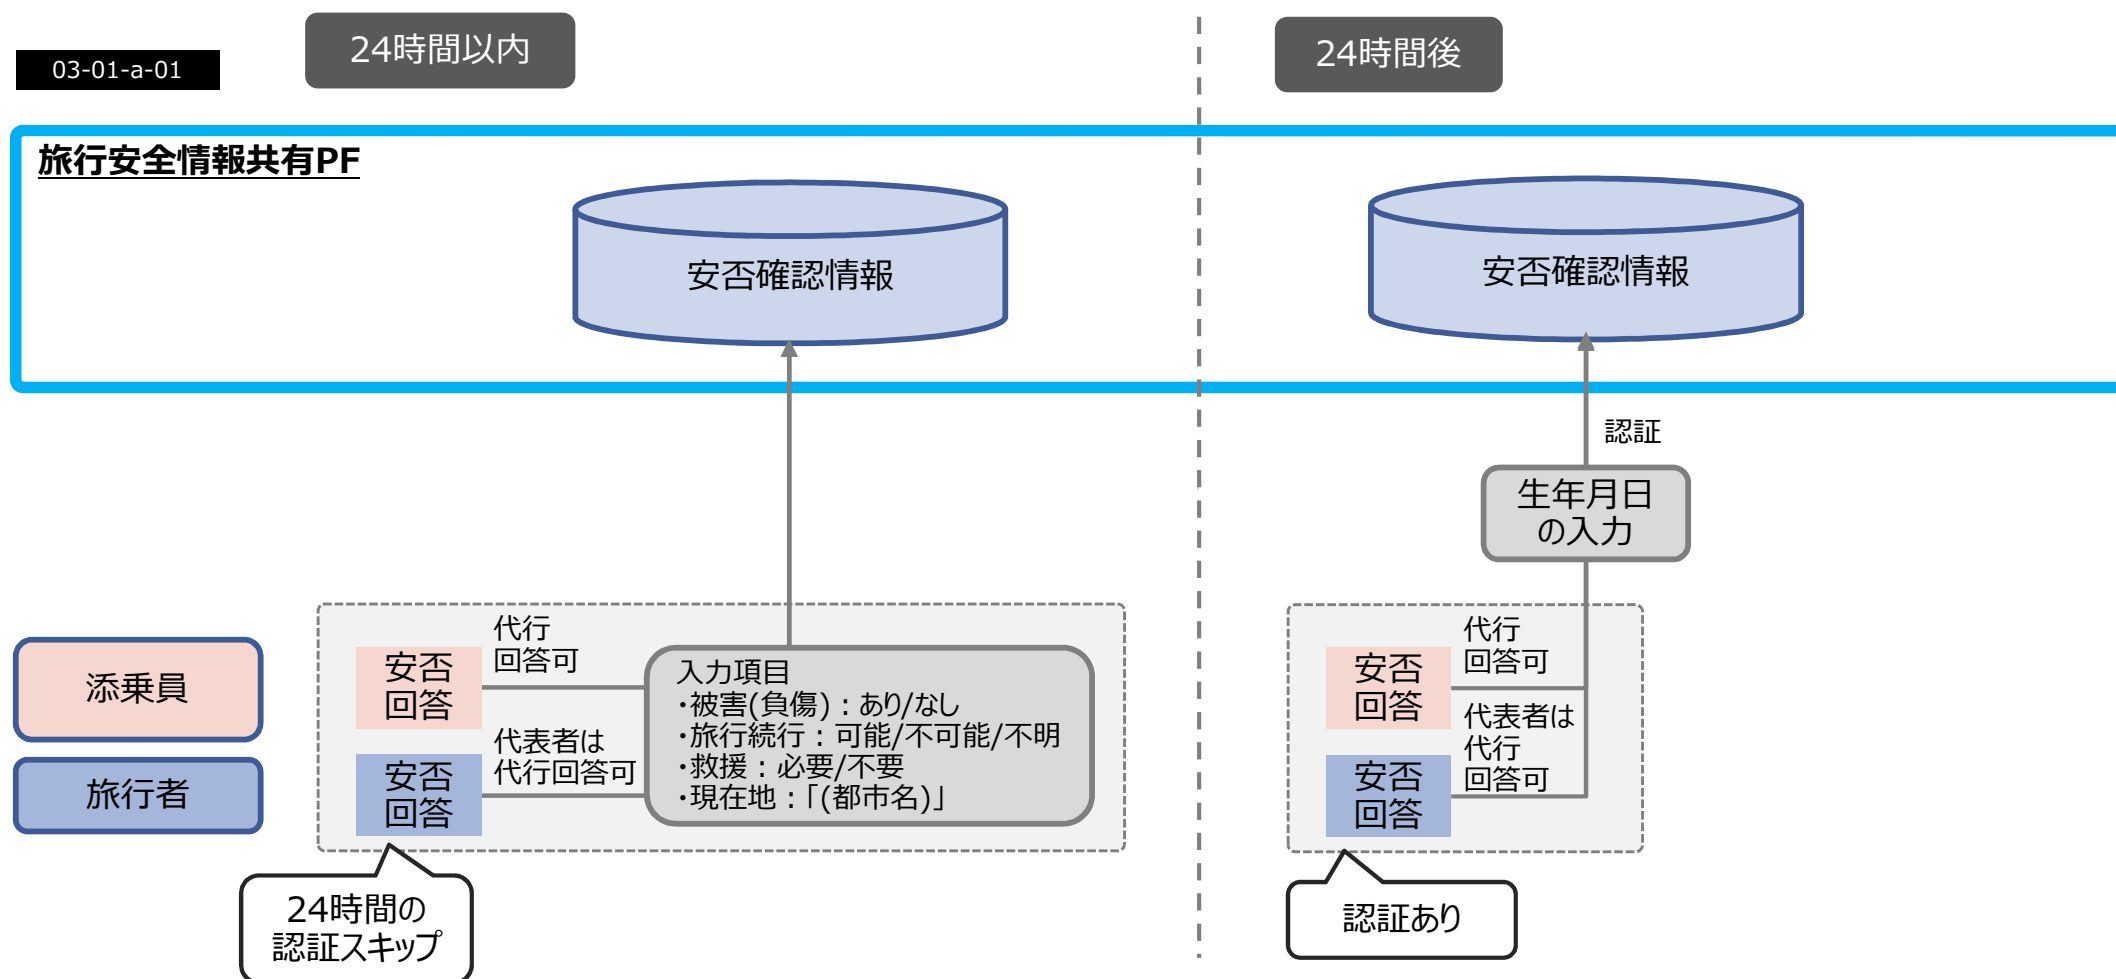 03-01-a-01
24時間以内
24時間後
旅行安全情報共有PF
安否確認情報
安否確認情報
認証
生年月日
の入力
添乗員
旅行者
安否
回答
代行
回答可
安否
回答
代表者は
代行回答可
入力項目
・被害(負傷)：あり/なし
・旅行続行：可能/不可能/不明
・救援：必要/不要
・現在地：「(都市名)」
24時間の
認証スキップ
安否
回答
代行
回答可
安否
回答
代表者は
代行
回答可
認証あり